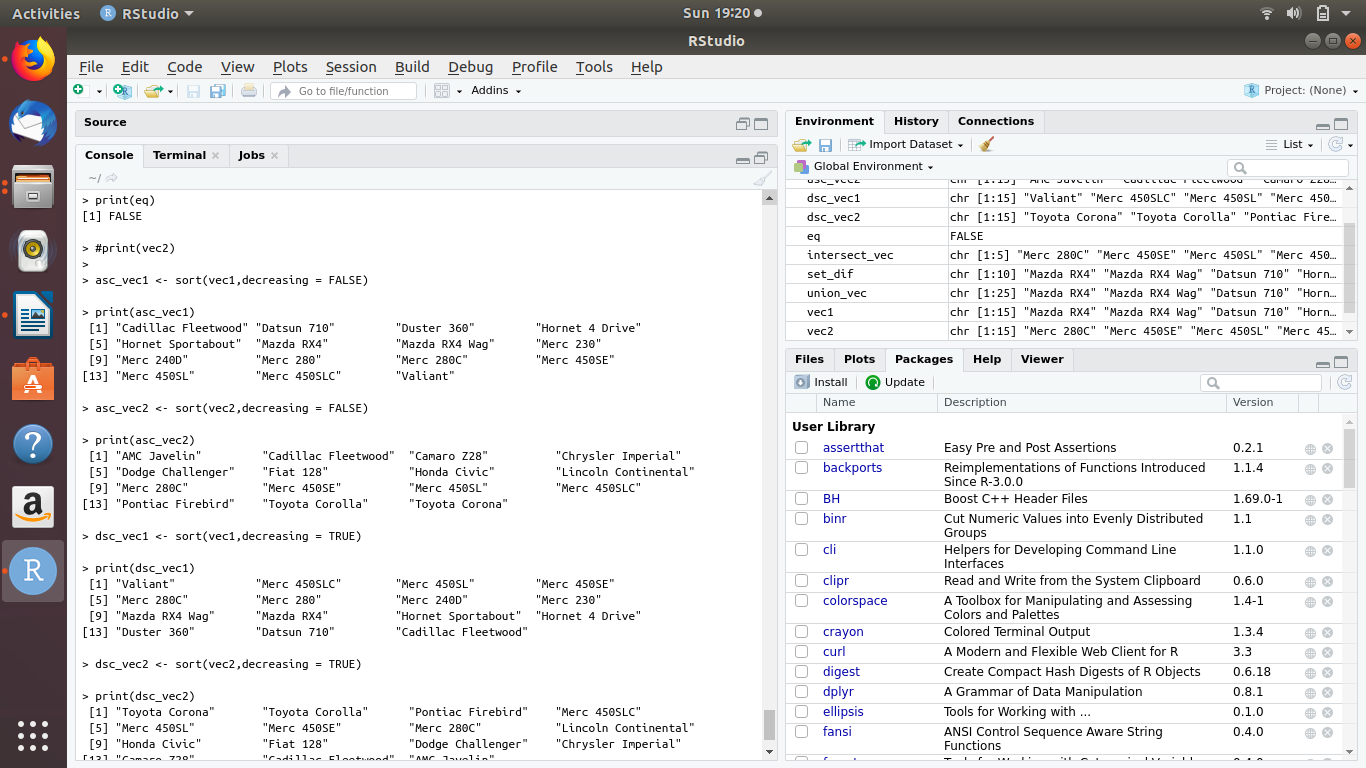 Activities RStudio Sun 19:20
RStudio
File Edit Code View Plots Session Build Debug Profile Tools Help
Go to file/function Addins Project: (None)
Source
Console Terminal Jobs
~/
> print(eq)
[1] FALSE
> #print(vec2)
>
> asc_vec1 <- sort(vec1,decreasing = FALSE)
> print(asc_vec1)
[1] "Cadillac Fleetwood" "Datsun 710" "Duster 360" "Hornet 4 Drive"
[5] "Hornet Sportabout" "Mazda RX4" "Mazda RX4 Wag" "Merc 230"
[9] "Merc 240D" "Merc 280" "Merc 280C" "Merc 450SE"
[13] "Merc 450SL" "Merc 450SLC" "Valiant"
> asc_vec2 <- sort(vec2,decreasing = FALSE)
> print(asc_vec2)
[1] "AMC Javelin" "Cadillac Fleetwood" "Camaro Z28" "Chrysler Imperial"
[5] "Dodge Challenger" "Fiat 128" "Honda Civic" "Lincoln Continental"
[9] "Merc 280C" "Merc 450SE" "Merc 450SL" "Merc 450SLC"
[13] "Pontiac Firebird" "Toyota Corolla" "Toyota Corona"
> dsc_vec1 <- sort(vec1,decreasing = TRUE)
> print(dsc_vec1)
[1] "Valiant" "Merc 450SLC" "Merc 450SL" "Merc 450SE"
[5] "Merc 280C" "Merc 280" "Merc 240D" "Merc 230"
[9] "Mazda RX4 Wag" "Mazda RX4" "Hornet Sportabout" "Hornet 4 Drive"
[13] "Duster 360" "Datsun 710" "Cadillac Fleetwood"
> dsc_vec2 <- sort(vec2,decreasing = TRUE)
> print(dsc_vec2)
[1] "Toyota Corona" "Toyota Corolla" "Pontiac Firebird" "Merc 450SLC"
[5] "Merc 450SL" "Merc 450SE" "Merc 280C" "Lincoln Continental"
[9] "Honda Civic" "Fiat 128" "Dodge Challenger" "Chrysler Imperial"
[13] "Camaro Z28" "Cadillac Fleetwood" "AMC Javelin"
Environment History Connections
Import Dataset List
Global Environment
asc_vec2 chr [1:15] "AMC Javelin" "Cadillac Fleetwood" "Camaro Z28…
dsc_vec1 chr [1:15] "Valiant" "Merc 450SLC" "Merc 450SL" "Merc 450…
dsc_vec2 chr [1:15] "Toyota Corona" "Toyota Corolla" "Pontiac Fire…
eq FALSE
intersect_vec chr [1:5] "Merc 280C" "Merc 450SE" "Merc 450SL" "Merc 450…
set_dif chr [1:10] "Mazda RX4" "Mazda RX4 Wag" "Datsun 710" "Horn…
union_vec chr [1:25] "Mazda RX4" "Mazda RX4 Wag" "Datsun 710" "Horn…
vec1 chr [1:15] "Mazda RX4" "Mazda RX4 Wag" "Datsun 710" "Horn…
vec2 chr [1:15] "Merc 280C" "Merc 450SE" "Merc 450SL" "Merc 45…
Files Plots Packages Help Viewer
Install Update
Name Description Version
User Library
assertthat Easy Pre and Post Assertions 0.2.1
backports Reimplementations of Functions Introduced 1.1.4
Since R-3.0.0
BH Boost C++ Header Files 1.69.0-1
binr Cut Numeric Values into Evenly Distributed 1.1
Groups
cli Helpers for Developing Command Line 1.1.0
Interfaces
clipr Read and Write from the System Clipboard 0.6.0
colorspace A Toolbox for Manipulating and Assessing 1.4-1
Colors and Palettes
crayon Colored Terminal Output 1.3.4
curl A Modern and Flexible Web Client for R 3.3
digest Create Compact Hash Digests of R Objects 0.6.18
dplyr A Grammar of Data Manipulation 0.8.1
ellipsis Tools for Working with ... 0.1.0
fansi ANSI Control Sequence Aware String 0.4.0
Functions